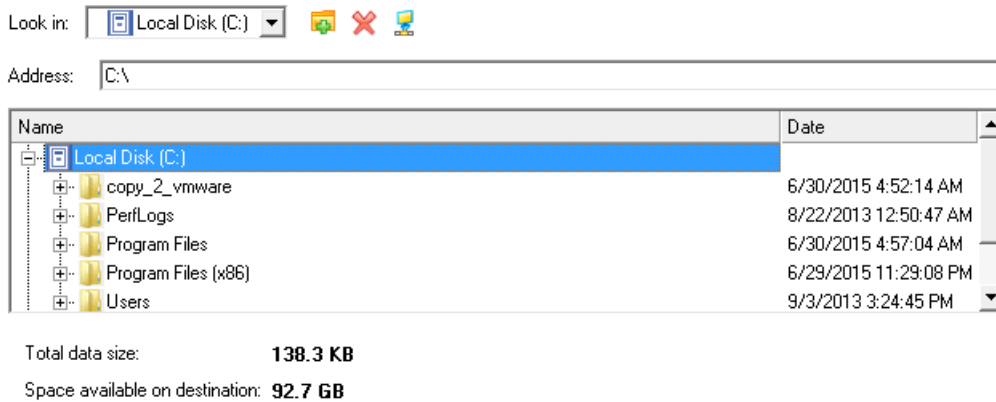 Look in: Local Disk (C:)
Address: C:\
Name Date
Local Disk (C:)
copy_2_vmware 6/30/2015 4:52:14 AM
PerfLogs 8/22/2013 12:50:47 AM
Program Files 6/30/2015 4:57:04 AM
Program Files (x86) 6/29/2015 11:29:08 PM
Users 9/3/2013 3:24:45 PM
Total data size: 138.3 KB
Space available on destination: 92.7 GB